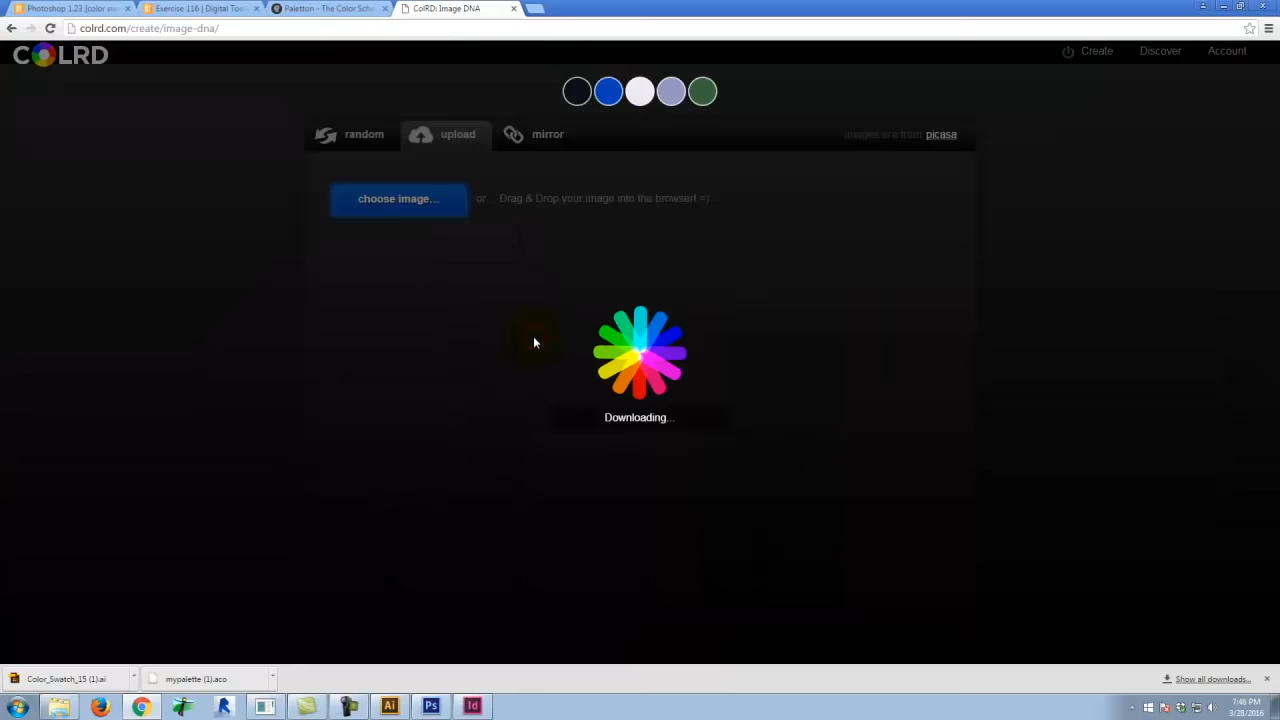 Photoshop 1.23 [color pa
Exercise 116 | Digital Too
Paletton - The Color Sche
ColRD: Image DNA
colrd.com/create/image-dna/
COLRD
Create
Discover
Account
random
upload
mirror
images are from picasa
choose image...
or
Drag & Drop your image into the browser! =)
Downloading...
Color_Swatch_15 (1).ai
mypalette (1).aco
Show all downloads...
Ai
Ps
Id
7:48 PM
3/28/2016